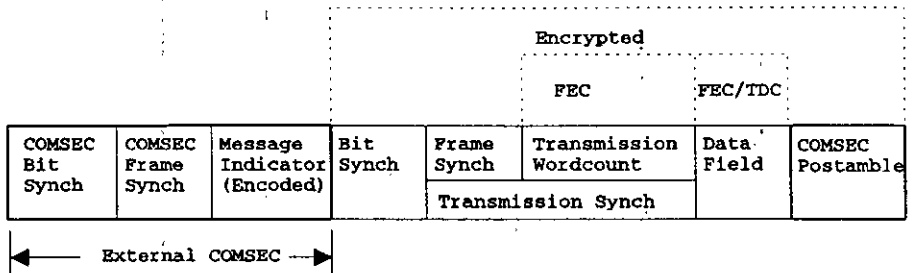 Encrypted
FEC FEC/TDC
COMSEC COMSEC Message Bit Frame Transmission Data COMSEC
Bit Frame Indicator Synch Synch Wordcount Field Postamble
Synch Synch (Encoded)
Transmission Synch
External COMSEC